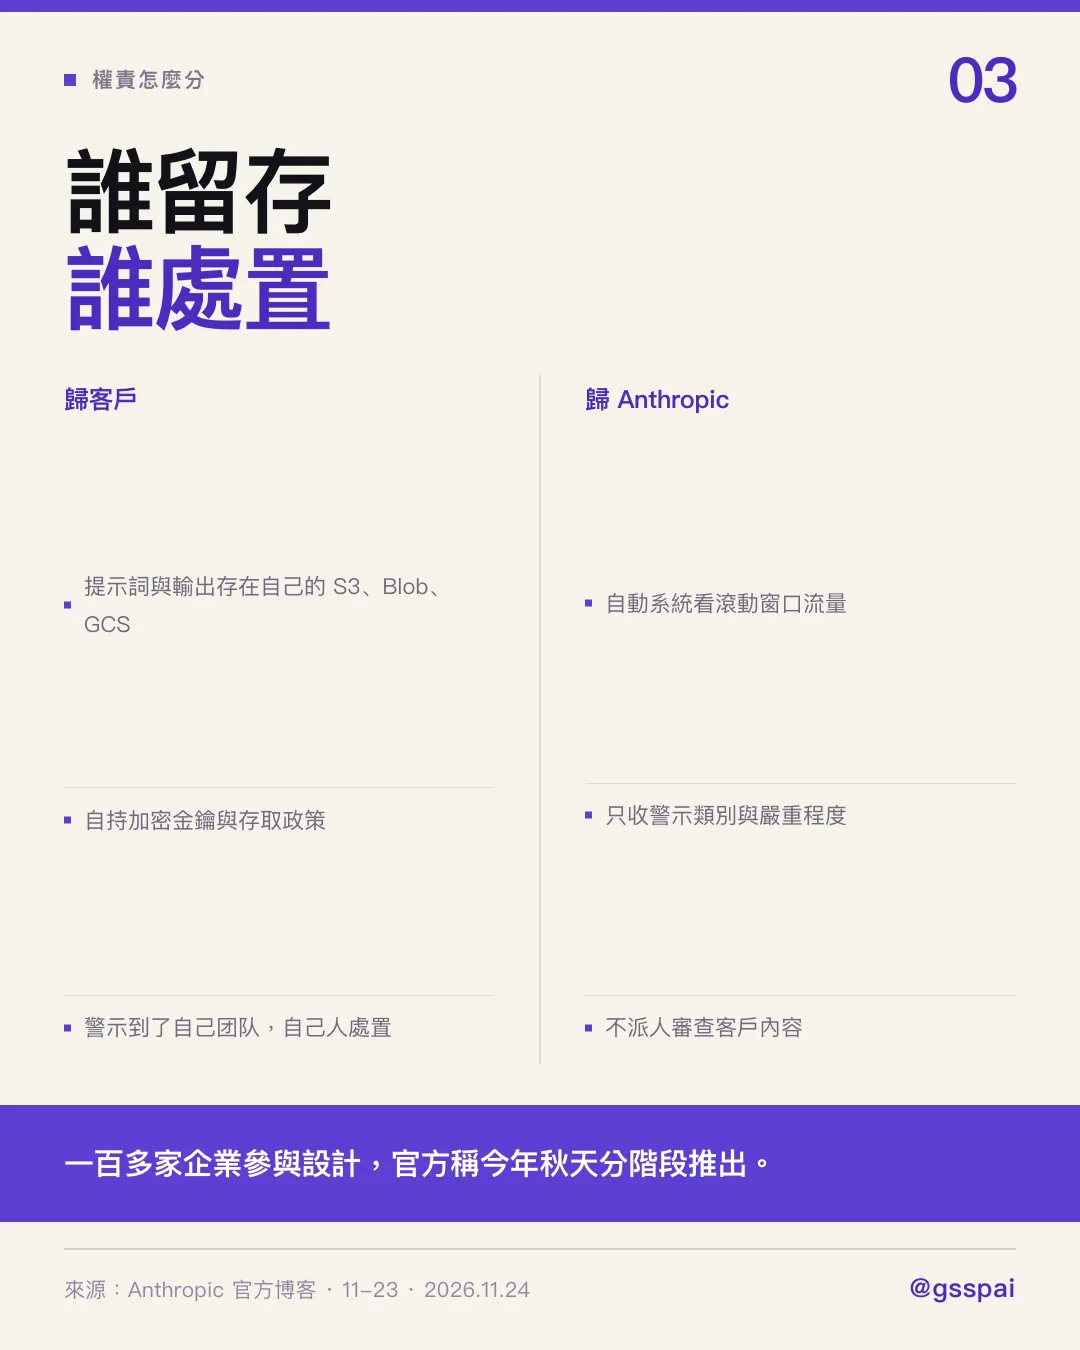 權責怎麼分
03
誰留存
誰處置
歸客戶
提示詞與輸出存在自己的 S3、Blob、
GCS
自持加密金鑰與存取政策
警示到了自己团队，自己人處置
歸 Anthropic
自動系統看滾動窗口流量
只收警示類別與嚴重程度
不派人審查客戶內容
一百多家企業參與設計，官方稱今年秋天分階段推出。
來源：Anthropic 官方博客 · 11–23 · 2026.11.24
@gsspai